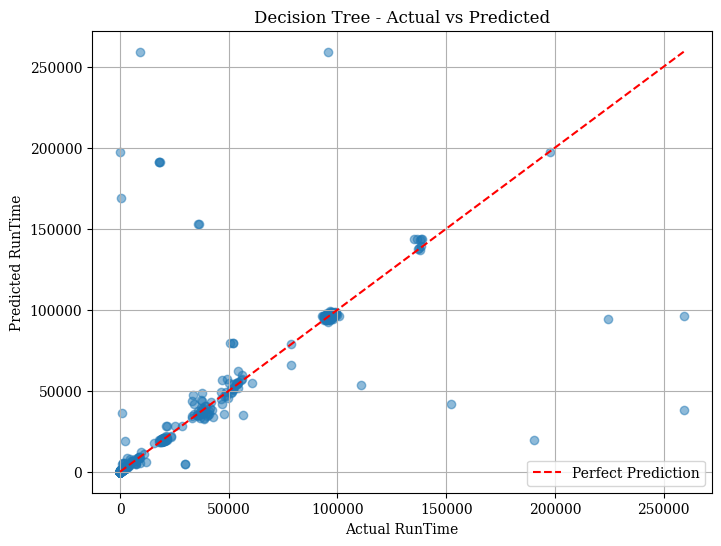 Decision Tree - Actual vs Predicted
Predicted RunTime
250000
200000
150000
100000
50000
0
0 50000 100000 150000 200000 250000
Actual RunTime
Perfect Prediction